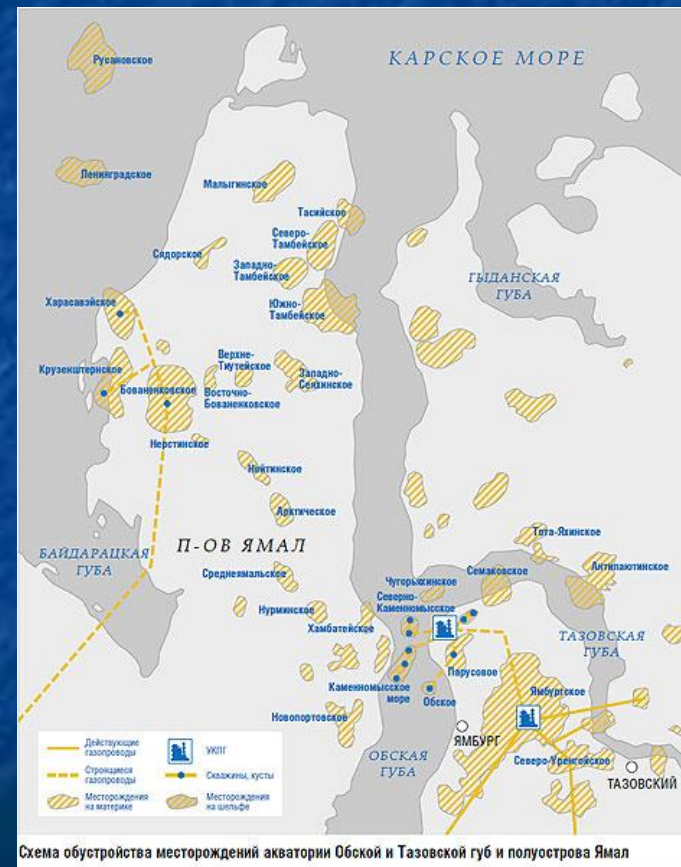 КАРСКОЕ МОРЕ
Русановское
Ленинградское
Малыгинское
Тасийское
Северо-
Тамбейское
Сядорское
Западно-
Тамбейское
ГЫДАНСКАЯ
ГУБА
Харасавэйское
Южно-
Тамбейское
Крузенштернское
Верхне-
Тиутейское
Бованенковское
Западно-
Сеяхинское
Восточно-
Бованенковское
Нерстинское
Нейтинское
Арктическое
П-ОВ ЯМАЛ
БАЙДАРАЦКАЯ
ГУБА
Тота-Яхинское
Антипаютинское
Среднеямальское
Чугорьяхинское
Семаковское
Северно-
Каменномысское
Нурминское
Хамбатейское
ТАЗОВСКАЯ
ГУБА
Парусовое
Каменномысское
море
Обское
Ямбургское
Новопортовское
ЯМБУРГ
ОБСКАЯ
ГУБА
Северо-Уренгойское
ТАЗОВСКИЙ
Действующие
газопроводы
УКПГ
Строящиеся
газопроводы
Скважины, кусты
Месторождения
на материке
Месторождения
на шельфе
Схема обустройства месторождений акватории Обской и Тазовской губ и полуострова Ямал